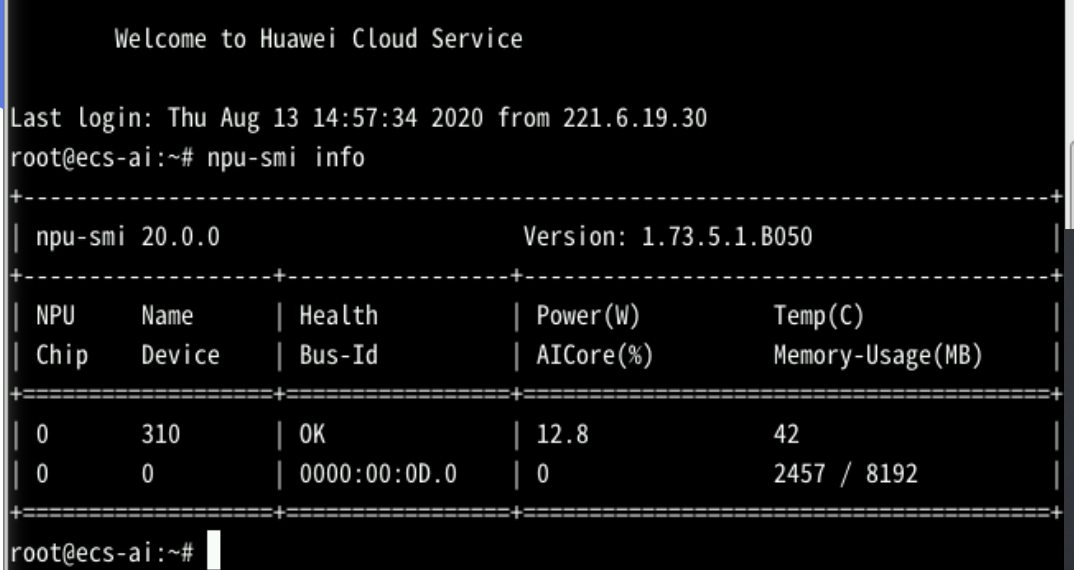 Welcome to Huawei Cloud Service
Last login: Thu Aug 13 14:57:34 2020 from 221.6.19.30
root@ecs-ai:~# npu-smi info
+------------------------------------------------------------------------------+
| npu-smi 20.0.0                       Version: 1.73.5.1.B050                  |
+-------------------+-----------------+----------------------------------------+
| NPU     Name      | Health          | Power(W)          Temp(C)              |
| Chip    Device    | Bus-Id          | AICore(%)         Memory-Usage(MB)     |
+===================+=================+========================================+
| 0       310       | OK              | 12.8              42                   |
| 0       0         | 0000:00:0D.0    | 0                 2457 / 8192          |
+===================+=================+========================================+
root@ecs-ai:~#